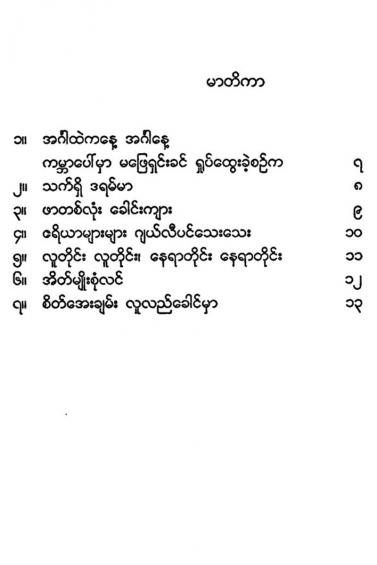 မာတိကာ
၁။ အင်္ဂါထဲကနေ့ အင်္ဂါနေ့
ကမ္ဘာပေါ်မှာ မဖြေရှင်းခင် ရှုပ်ထွေးခဲ့စဉ်က ၇
၂။ သက်ရှိ ဒရမ်မာ ၈
၃။ ဖာတစ်လုံး ခေါင်းကျား ၉
၄။ ဧရိယာများများ ဂျယ်လီပင်သေးသေး ၁၀
၅။ လူတိုင်း လူတိုင်း၊ နေရာတိုင်း နေရာတိုင်း ၁၁
၆။ အိတ်မျိုးစုံလင် ၁၂
၇။ စိတ်အေးချမ်း လူလည်ခေါင်မှာ ၁၃